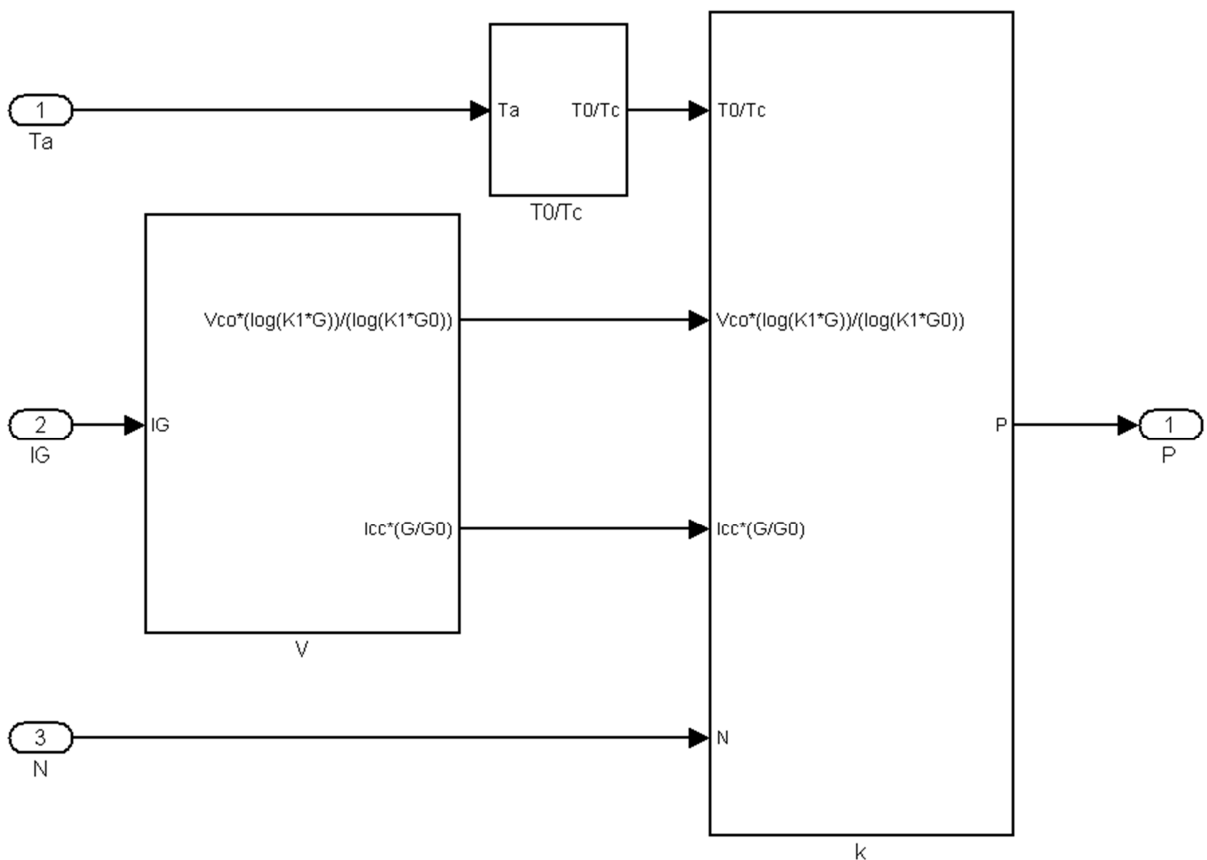 1
Ta
Ta
T0/Tc
T0/Tc
T0/Tc
Vco*(log(K1*G))/(log(K1*G0))
Vco*(log(K1*G))/(log(K1*G0))
2
IG
IG
P
1
P
Icc*(G/G0)
Icc*(G/G0)
V
3
N
N
k